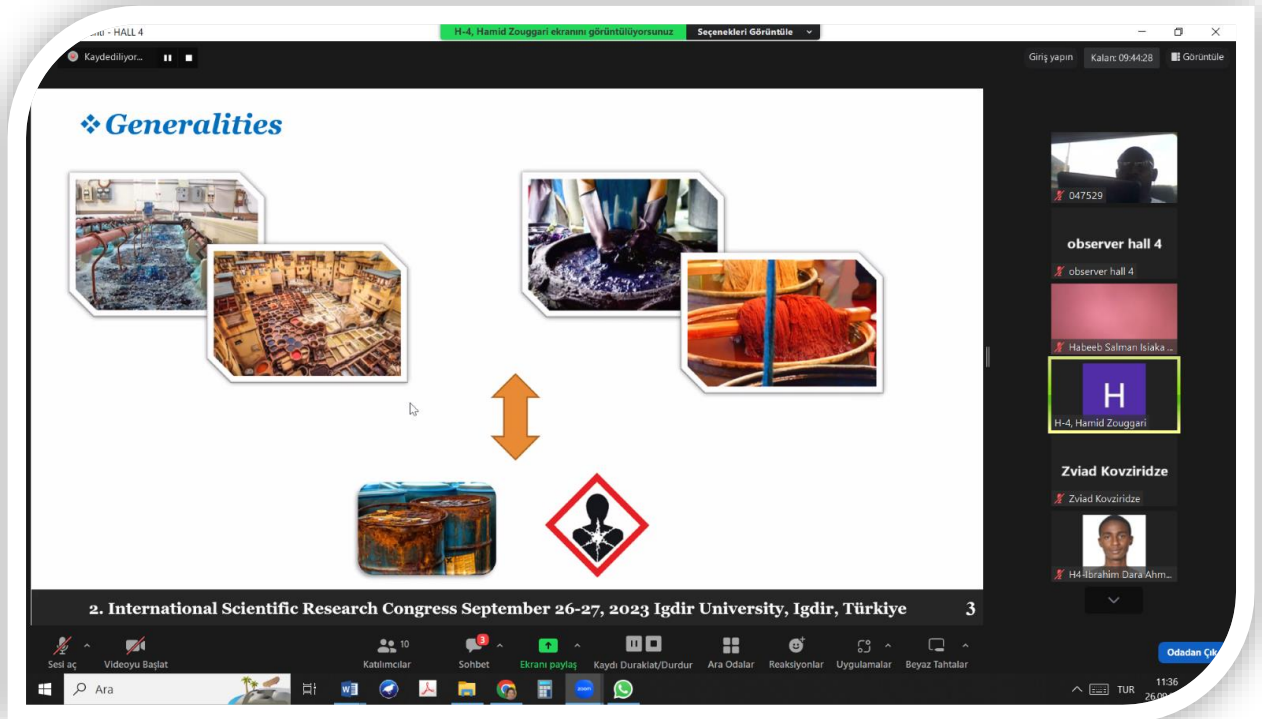 HALL 4
H-4, Hamid Zouggari ekranını görüntülüyorsunuz
Seçenekleri Görüntüle
Kaydediliyor...
Giriş yapın
Kalan: 09:44:28
Görüntüle
Generalities
047529
observer hall 4
observer hall 4
Habeeb Salman Isiaka ...
H
H-4, Hamid Zouggari
Zviad Kovziridze
Zviad Kovziridze
H4-Ibrahim Dara Ahm...
2. International Scientific Research Congress September 26-27, 2023 Igdir University, Igdir, Türkiye 3
Sesi aç
Videoyu Başlat
10
Katılımcılar
3
Sohbet
Ekranı paylaş
Kaydı Duraklat/Durdur
Ara Odalar
Reaksiyonlar
Uygulamalar
Beyaz Tahtalar
Odadan Çık
Ara
zoom
TUR
11:36
26.09